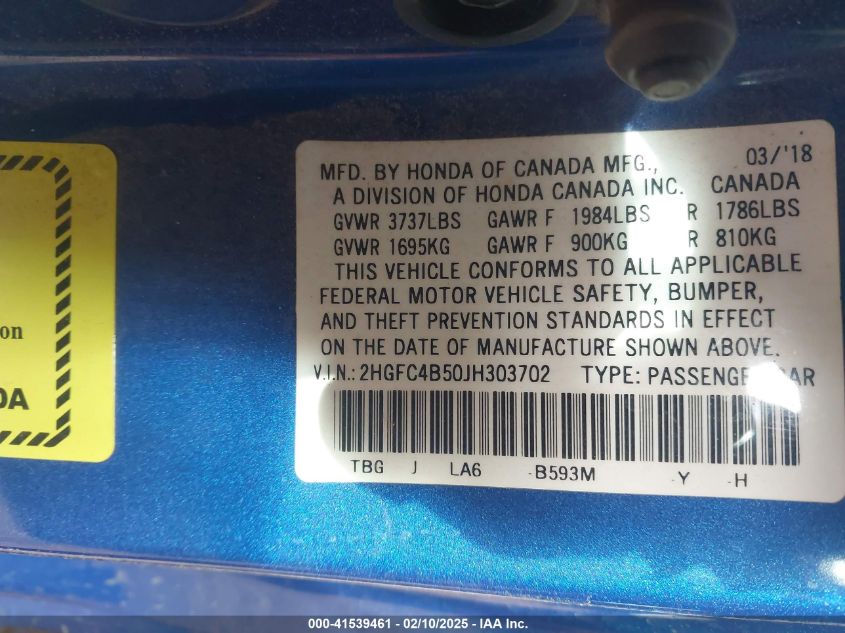 on
DA
MFD. BY HONDA OF CANADA MFG., 03/'18
A DIVISION OF HONDA CANADA INC. CANADA
GVWR 3737LBS GAWR F 1984LBS R 1786LBS
GVWR 1695KG GAWR F 900KG R 810KG
THIS VEHICLE CONFORMS TO ALL APPLICABLE
FEDERAL MOTOR VEHICLE SAFETY, BUMPER,
AND THEFT PREVENTION STANDARDS IN EFFECT
ON THE DATE OF MANUFACTURE SHOWN ABOVE.
V.I.N.: 2HGFC4B50JH303702 TYPE: PASSENGER CAR
TBG J LA6 -B593M -Y -H
000-41539461 - 02/10/2025 - IAA Inc.